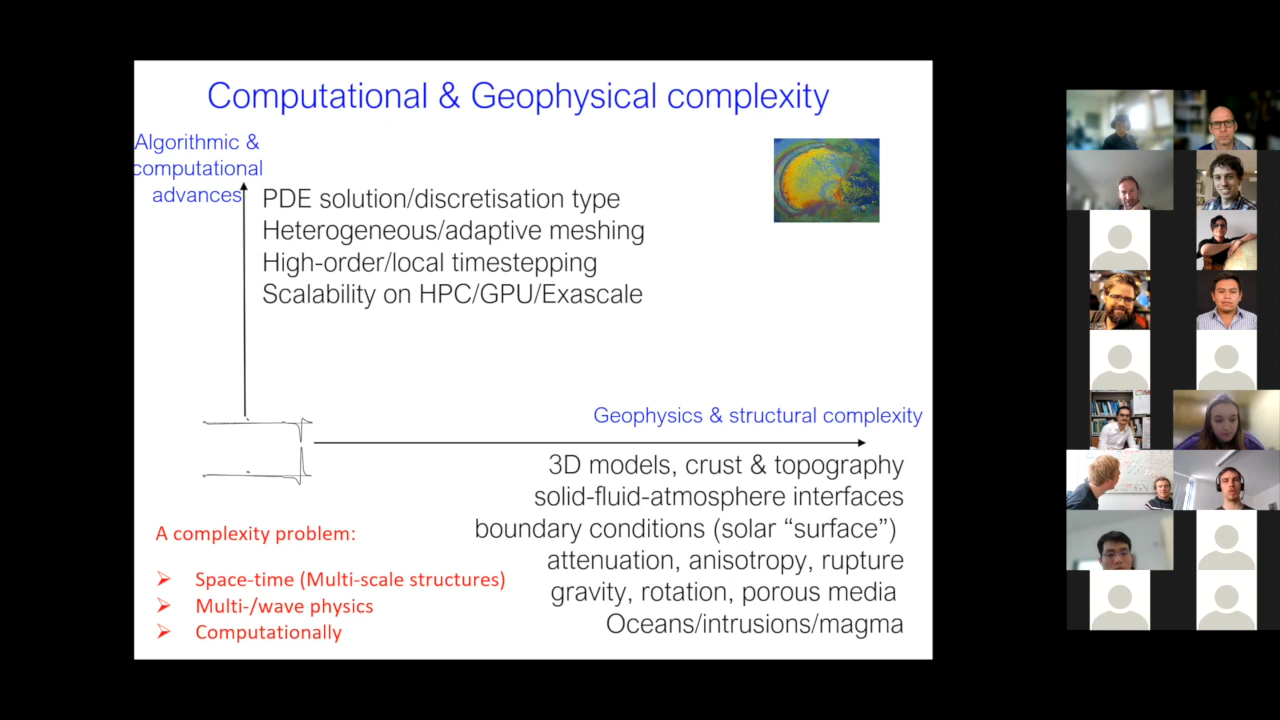 Computational & Geophysical complexity
Algorithmic &
computational
advances
PDE solution/discretisation type
Heterogeneous/adaptive meshing
High-order/local timestepping
Scalability on HPC/GPU/Exascale
Geophysics & structural complexity
3D models, crust & topography
solid-fluid-atmosphere interfaces
boundary conditions (solar “surface”)
attenuation, anisotropy, rupture
gravity, rotation, porous media
Oceans/intrusions/magma
A complexity problem:
➢ Space-time (Multi-scale structures)
➢ Multi-/wave physics
➢ Computationally